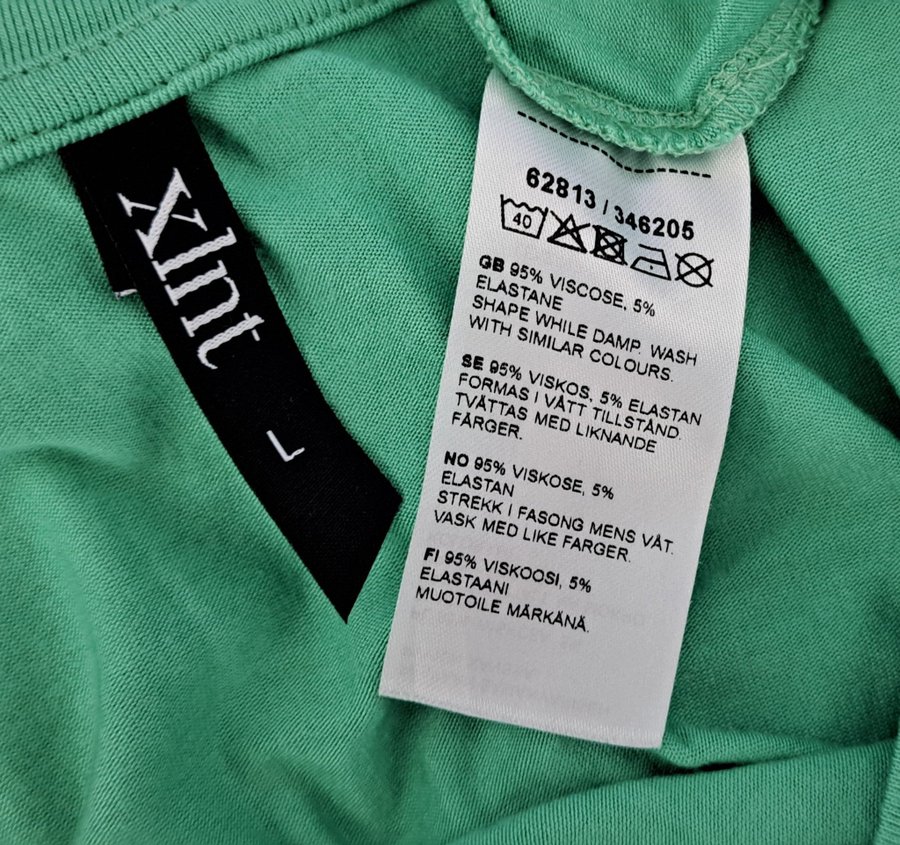 xlnt
L
62813 / 346205
40
GB 95% VISCOSE, 5%
ELASTANE
SHAPE WHILE DAMP. WASH
WITH SIMILAR COLOURS.
SE 95% VISKOS, 5% ELASTAN
FORMAS I VÅTT TILLSTÅND.
TVÄTTAS MED LIKNANDE
FÄRGER.
NO 95% VISKOSE, 5%
ELASTAN
STREKK I FASONG MENS VÅT.
VASK MED LIKE FARGER.
FI 95% VISKOOSI, 5%
ELASTAANI
MUOTOILE MÄRKÄNÄ.